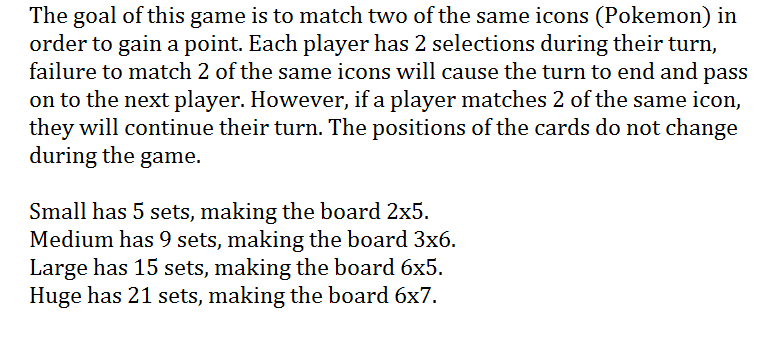 The goal of this game is to match two of the same icons (Pokemon) in
order to gain a point. Each player has 2 selections during their turn,
failure to match 2 of the same icons will cause the turn to end and pass
on to the next player. However, if a player matches 2 of the same icon,
they will continue their turn. The positions of the cards do not change
during the game.
Small has 5 sets, making the board 2x5.
Medium has 9 sets, making the board 3x6.
Large has 15 sets, making the board 6x5.
Huge has 21 sets, making the board 6x7.